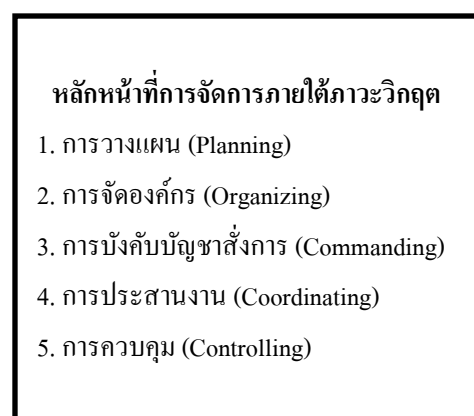 หลักหน้าที่การจัดการภายใต้ภาวะวิกฤต
1. การวางแผน (Planning)
2. การจัดองค์กร (Organizing)
3. การบังคับบัญชาสั่งการ (Commanding)
4. การประสานงาน (Coordinating)
5. การควบคุม (Controlling)